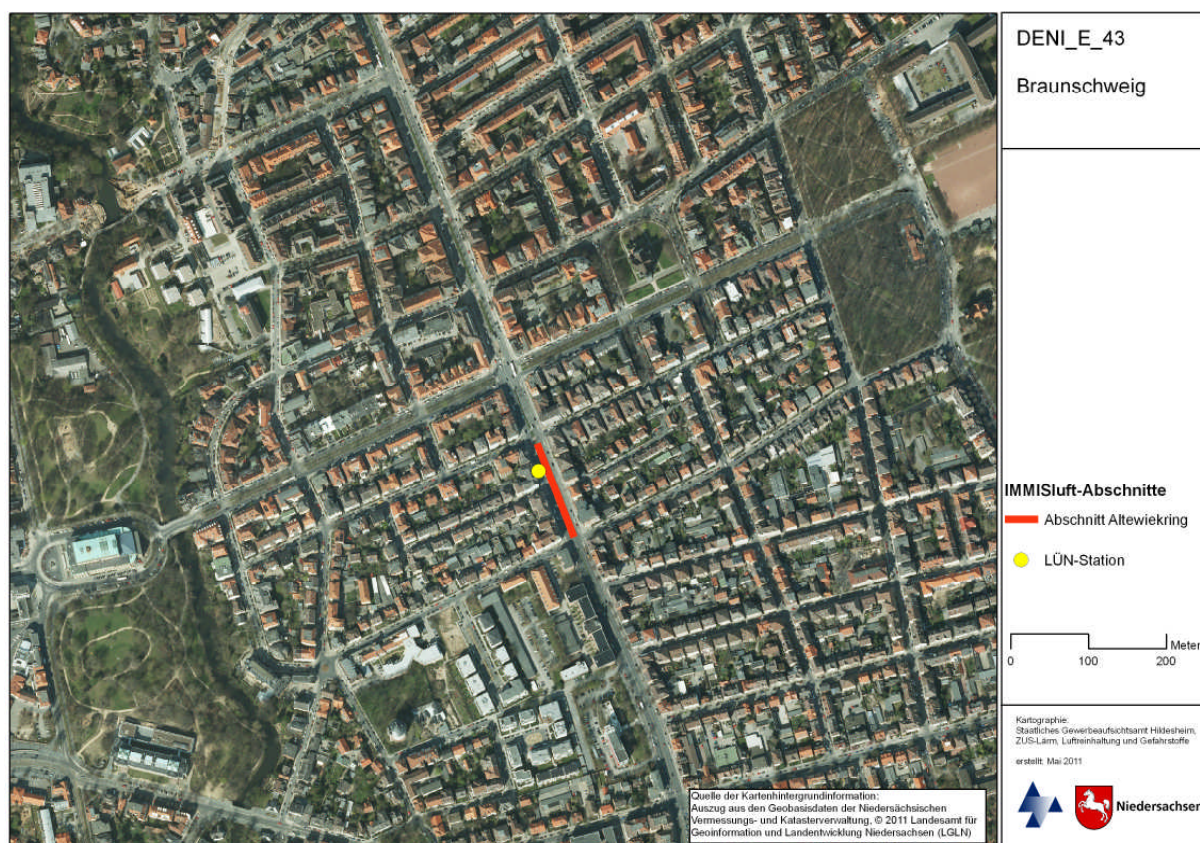 DENI_E_43
Braunschweig
IMMISluft-Abschnitte
Abschnitt Altewiekring
LÜN-Station
Meter
0 100 200
Kartographie:
Staatliches Gewerbeaufsichtsamt Hildesheim,
ZUS-Lärm, Luftreinhaltung und Gefahrstoffe
erstellt: Mai 2011
Niedersachsen
Quelle der Kartenhintergrundinformation:
Auszug aus den Geobasisdaten der Niedersächsischen
Vermessungs- und Katasterverwaltung, © 2011 Landesamt für
Geoinformation und Landentwicklung Niedersachsen (LGLN)